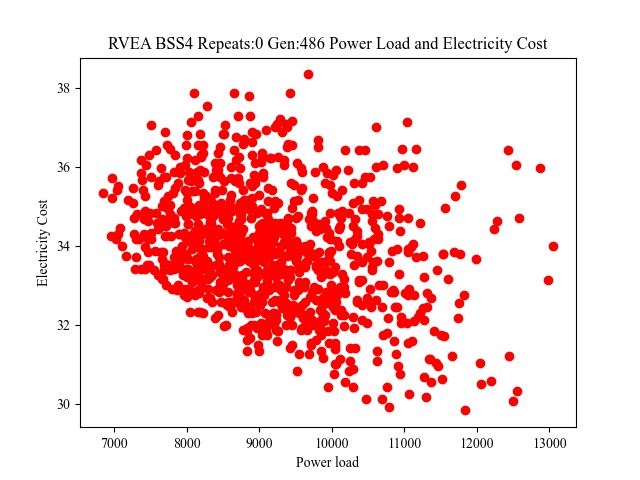 RVEA BSS4 Repeats:0 Gen:486 Power Load and Electricity Cost
38
36
34
32
30
Electricity Cost
7000 8000 9000 10000 11000 12000 13000
Power load